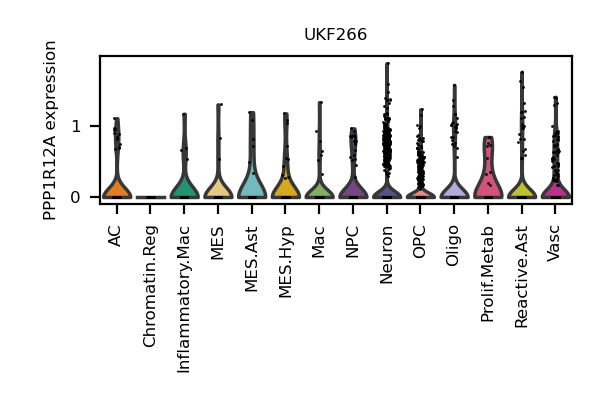 UKF266
PPP1R12A expression
1
0
AC
Chromatin.Reg
Inflammatory.Mac
MES
MES.Ast
MES.Hyp
Mac
NPC
Neuron
OPC
Oligo
Prolif.Metab
Reactive.Ast
Vasc